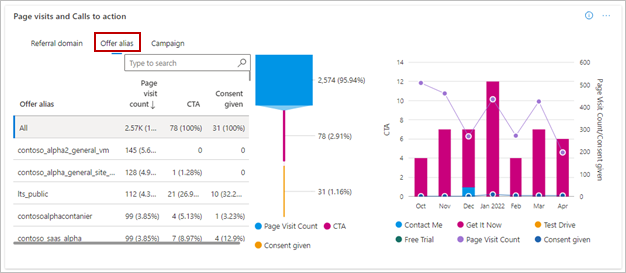 Page visits and Calls to action
Referral domain Offer alias Campaign
Type to search
Offer alias Page visit count ↓ CTA Consent given
All 2.57K (1... 78 (100%) 31 (100%)
contoso_alpha2_general_vm 145 (5.6... 0 0
contoso_alpha_general_site_... 128 (4.9... 1 (1.28%) 0
lts_public 112 (4.3... 21 (26.9... 10 (32.2...
contosoalphacontanier 99 (3.85%) 4 (5.13%) 1 (3.23%)
contoso_saas_alpha 99 (3.85%) 7 (8.97%) 4 (12.9%)
2,574 (95.94%)
78 (2.91%)
31 (1.16%)
Page Visit Count CTA
Consent given
CTA
14
12
10
8
6
4
2
0
600
500
400
300
200
100
0
Page Visit Count/Consent given
Oct Nov Dec Jan 2022 Feb Mar Apr
Contact Me Get It Now Test Drive
Free Trial Page Visit Count Consent given